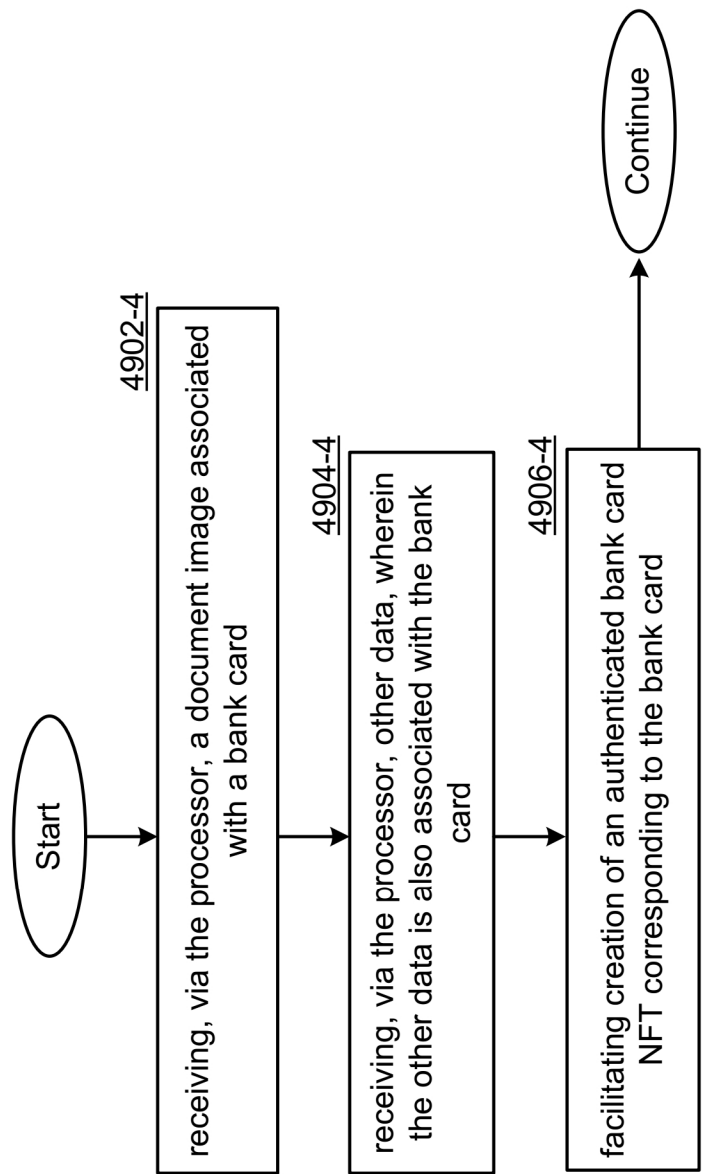 Start
4902-4
receiving, via the processor, a document image associated
with a bank card
4904-4
receiving, via the processor, other data, wherein
the other data is also associated with the bank
card
4906-4
facilitating creation of an authenticated bank card
NFT corresponding to the bank card
Continue